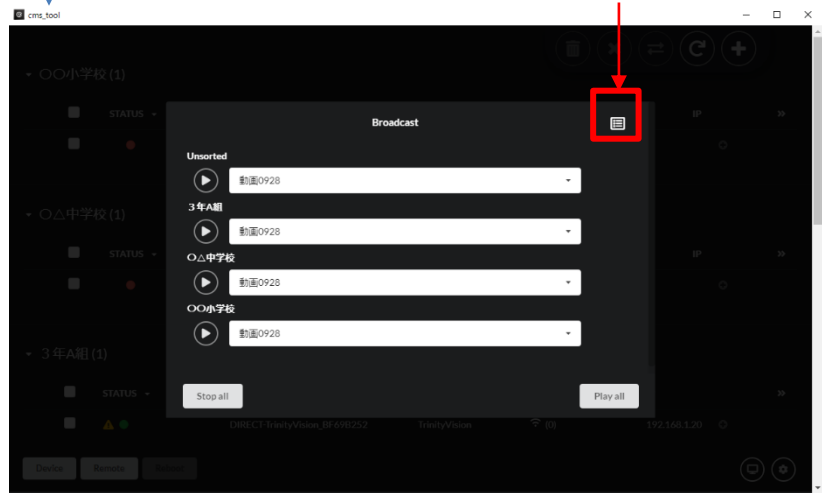 cms_tool
〇〇小学校 (1)
STATUS
IP
»
Broadcast
Unsorted
動画0928
３年A組
動画0928
〇△中学校
動画0928
〇〇小学校
動画0928
Stop all
Play all
〇△中学校 (1)
STATUS
IP
»
３年A組 (1)
STATUS
»
DIRECT-TrinityVision_BF698252
TrinityVision
(0)
192.168.1.20
Device
Remote
Reload